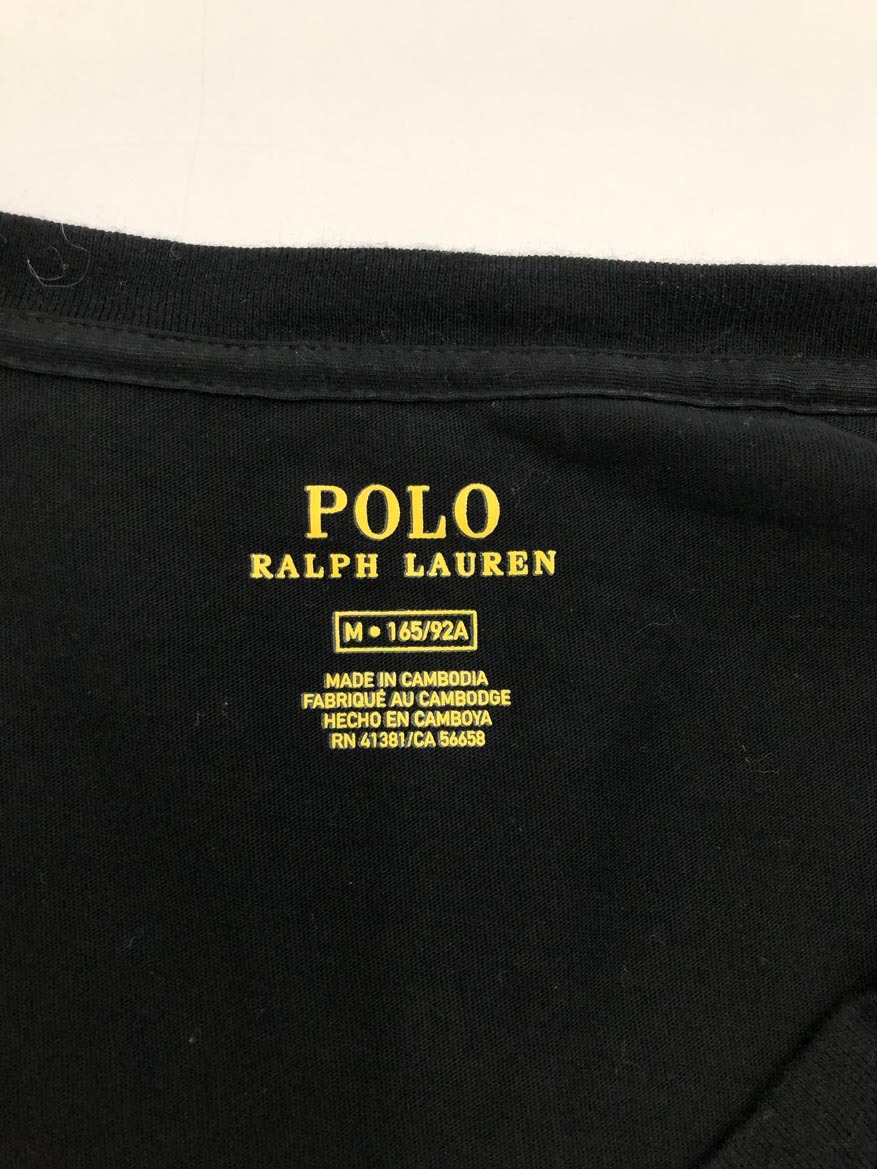 POLO
RALPH LAUREN
M • 165/92A
MADE IN CAMBODIA
FABRIQUÉ AU CAMBODGE
HECHO EN CAMBOYA
RN 41381/CA 56658